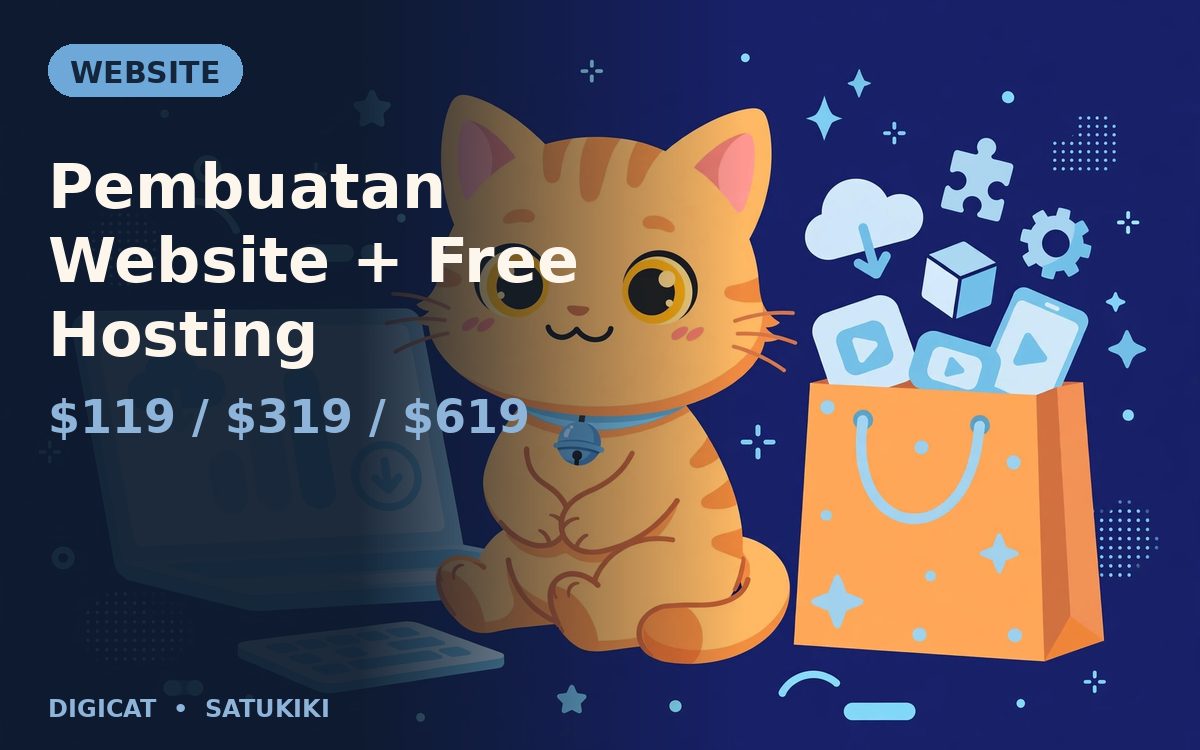 WEBSITE
Pembuatan
Website + Free
Hosting
$119 / $319 / $619
DIGICAT • SATUKIKI